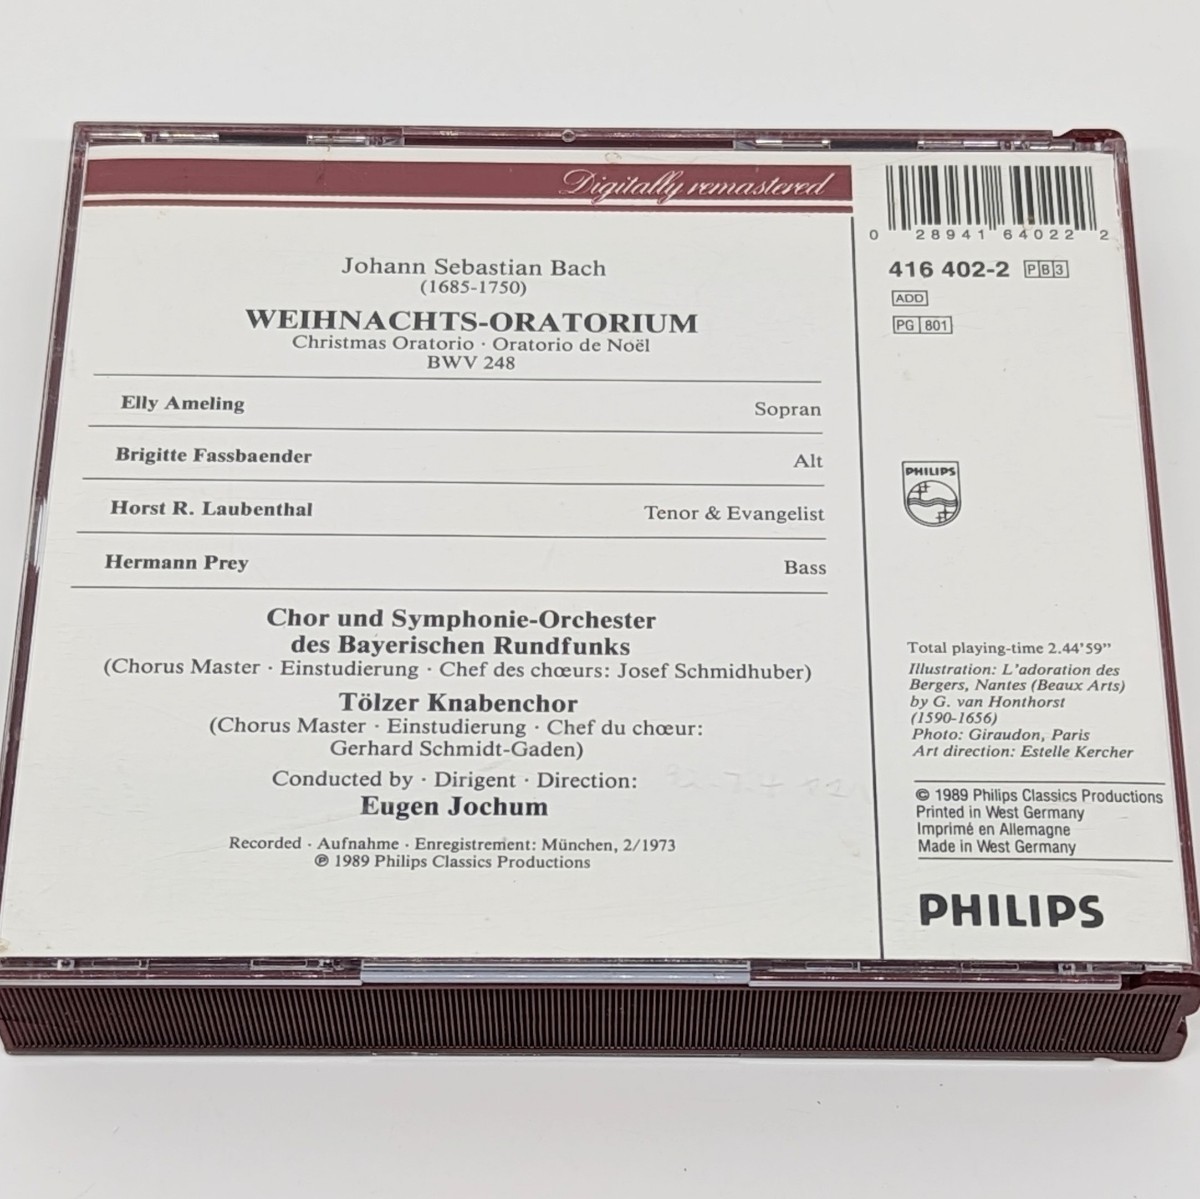 Digitally remastered
Johann Sebastian Bach
(1685-1750)
WEIHNACHTS-ORATORIUM
Christmas Oratorio · Oratorio de Noël
BWV 248
Elly Ameling Sopran
Brigitte Fassbaender Alt
Horst R. Laubenthal Tenor & Evangelist
Hermann Prey Bass
Chor und Symphonie-Orchester
des Bayerischen Rundfunks
(Chorus Master · Einstudierung · Chef des chœurs: Josef Schmidhuber)
Tölzer Knabenchor
(Chorus Master · Einstudierung · Chef du chœur:
Gerhard Schmidt-Gaden)
Conducted by · Dirigent · Direction:
Eugen Jochum
Recorded · Aufnahme · Enregistrement: München, 2/1973
℗ 1989 Philips Classics Productions
0 28941 64022 2
416 402-2 PB3
ADD
PG 801
PHILIPS
Total playing-time 2.44'59"
Illustration: L'adoration des
Bergers, Nantes (Beaux Arts)
by G. van Honthorst
(1590-1656)
Photo: Giraudon, Paris
Art direction: Estelle Kercher
© 1989 Philips Classics Productions
Printed in West Germany
Imprimé en Allemagne
Made in West Germany
PHILIPS